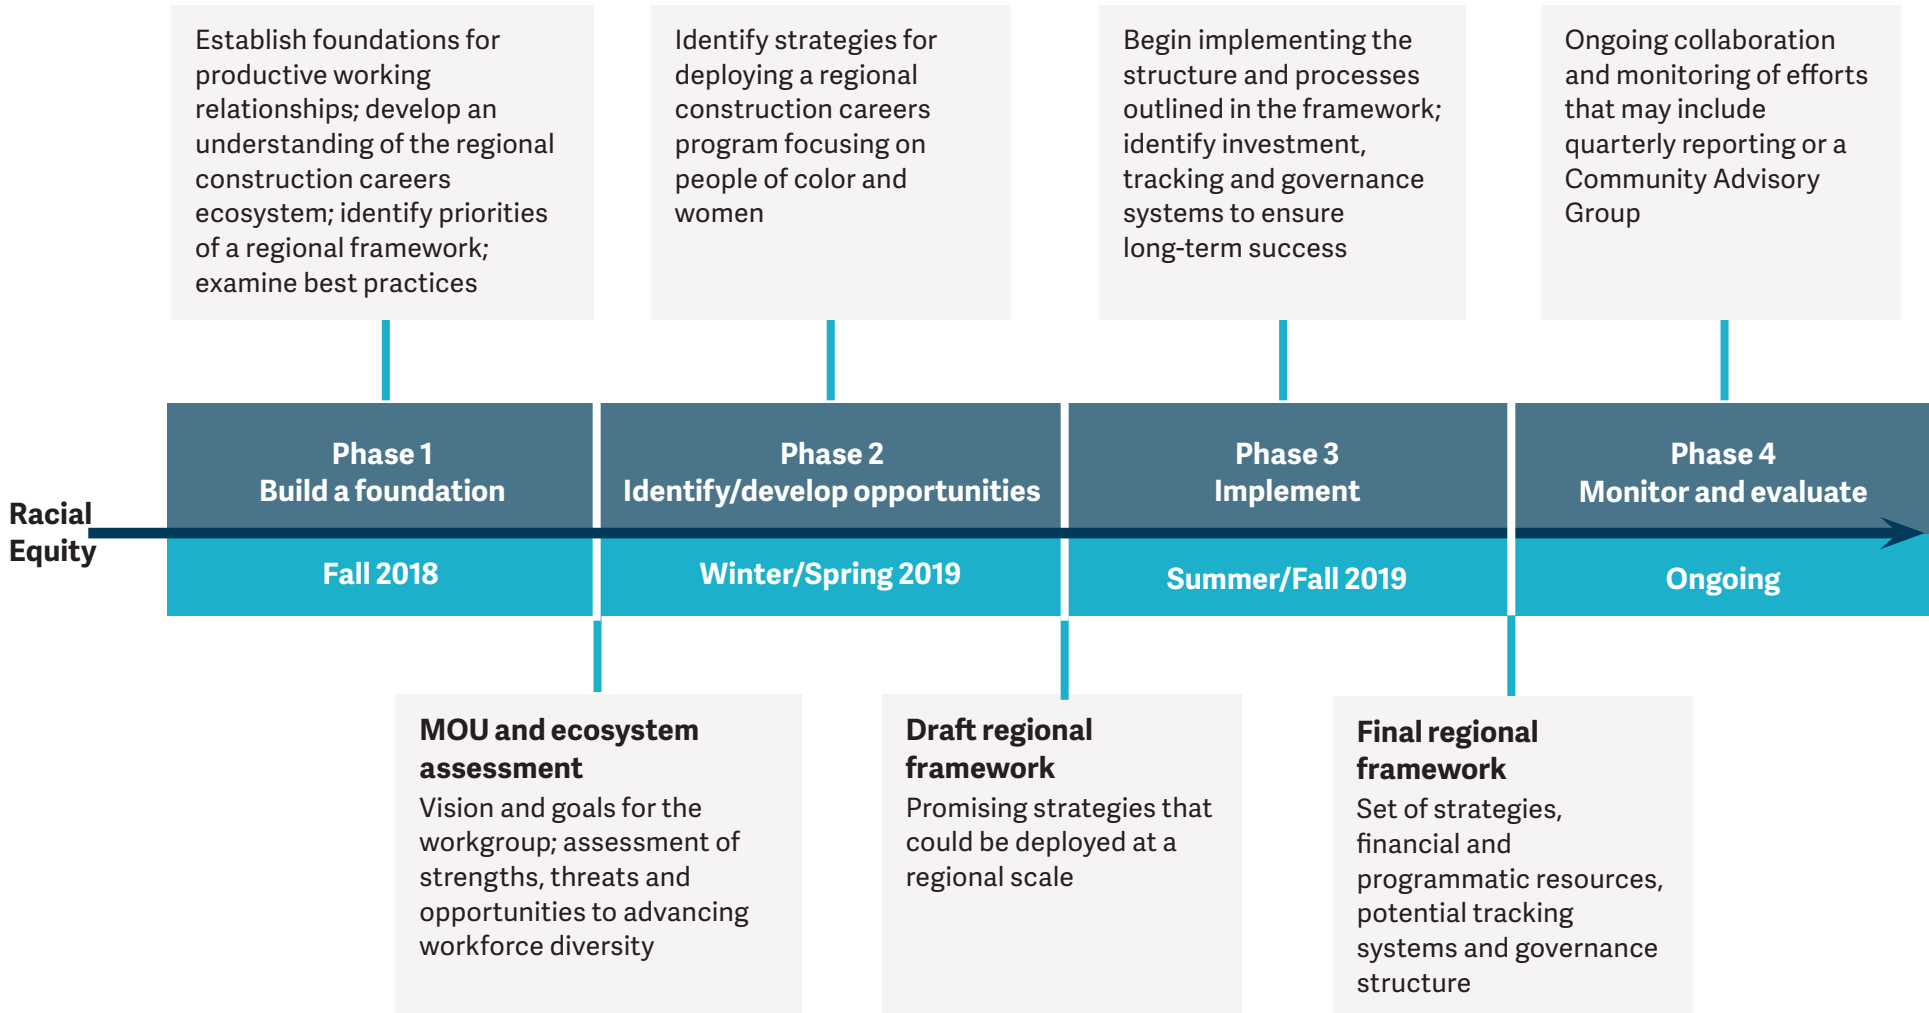 Establish foundations for
productive working
relationships; develop an
understanding of the regional
construction careers
ecosystem; identify priorities
of a regional framework;
examine best practices
Identify strategies for
deploying a regional
construction careers
program focusing on
people of color and
women
Begin implementing the
structure and processes
outlined in the framework;
identify investment,
tracking and governance
systems to ensure
long-term success
Ongoing collaboration
and monitoring of efforts
that may include
quarterly reporting or a
Community Advisory
Group
Racial
Equity
Phase 1
Build a foundation
Fall 2018
Phase 2
Identify/develop opportunities
Winter/Spring 2019
Phase 3
Implement
Summer/Fall 2019
Phase 4
Monitor and evaluate
Ongoing
MOU and ecosystem
assessment
Vision and goals for the
workgroup; assessment of
strengths, threats and
opportunities to advancing
workforce diversity
Draft regional
framework
Promising strategies that
could be deployed at a
regional scale
Final regional
framework
Set of strategies,
financial and
programmatic resources,
potential tracking
systems and governance
structure